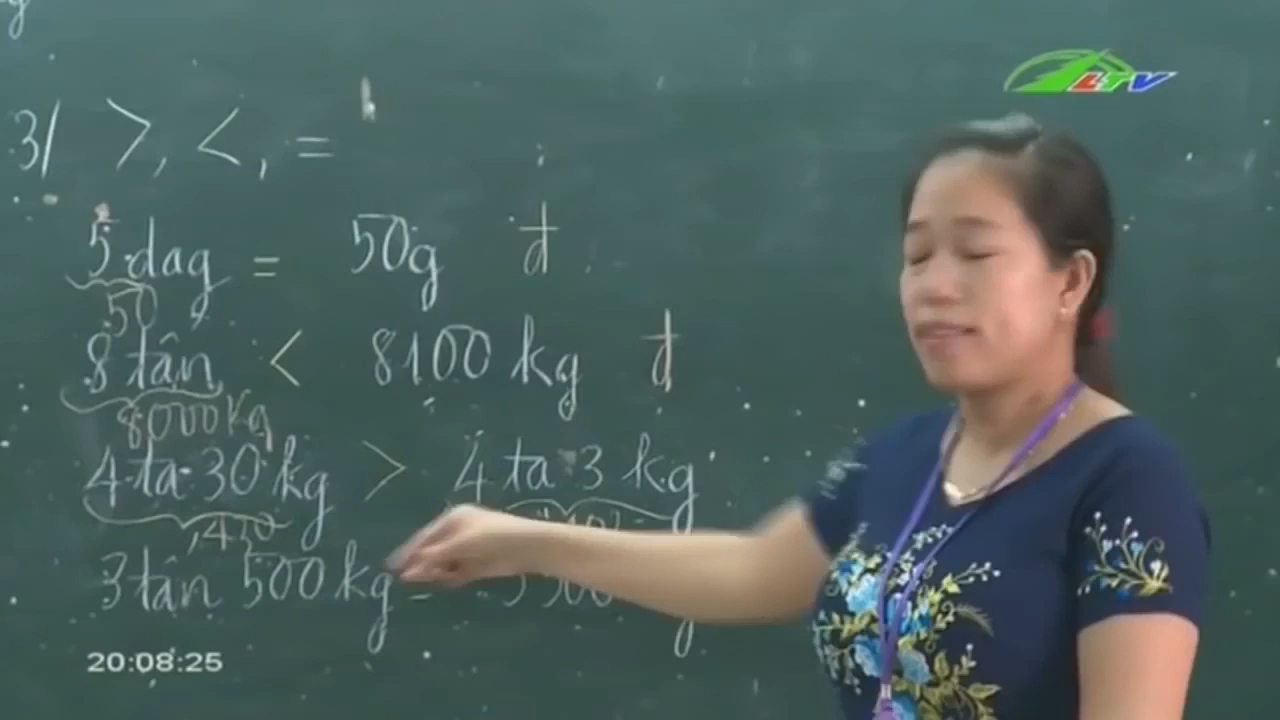 3/ >, <, =
LTV
5 dag = 50g đ
50
8 tấn < 8100 kg đ
8000kg
4 tạ 30 kg > 4 tạ 3 kg
430
3 tấn 500 kg =
20:08:25